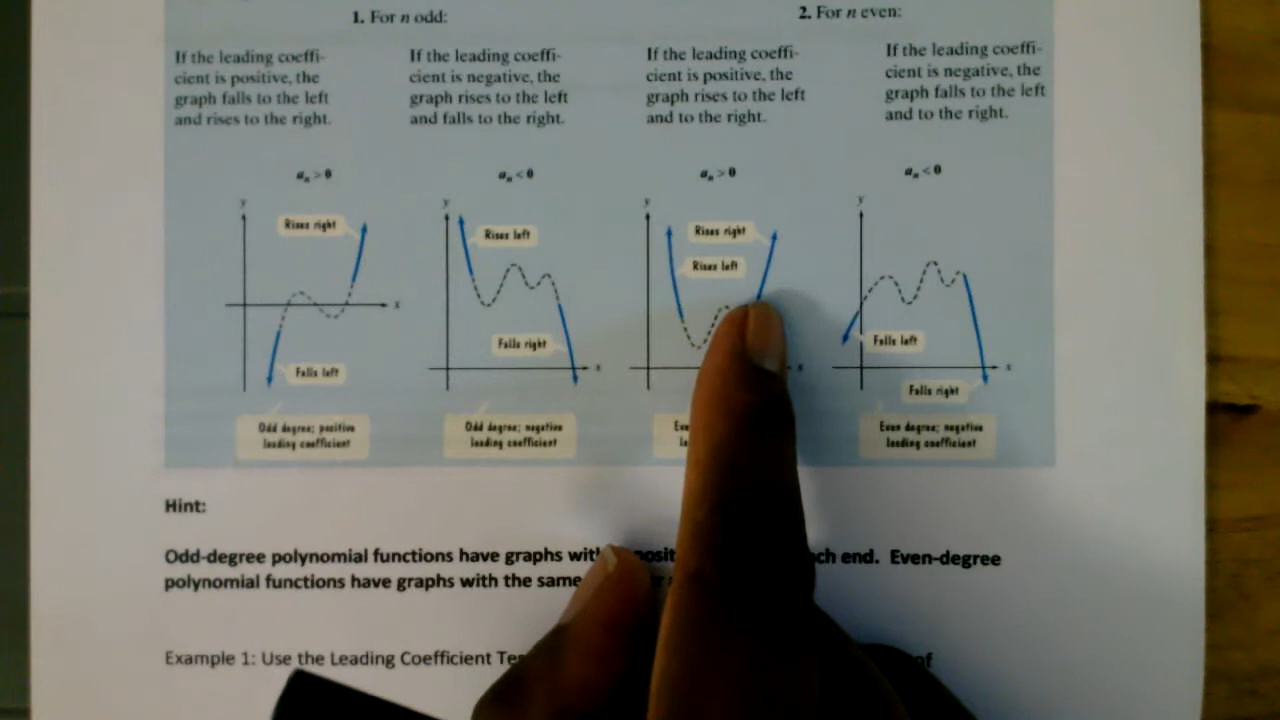 1. For n odd:
2. For n even:
If the leading coeffi-
cient is positive, the
graph falls to the left
and rises to the right.
If the leading coeffi-
cient is negative, the
graph rises to the left
and falls to the right.
If the leading coeffi-
cient is positive, the
graph rises to the left
and to the right.
If the leading coeffi-
cient is negative, the
graph falls to the left
and to the right.
aₙ > 0
aₙ < 0
aₙ > 0
aₙ < 0
y
Rises right
x
Falls left
Odd degree; positive
leading coefficient
y
Rises left
Falls right
x
Odd degree; negative
leading coefficient
y
Rises right
Rises left
x
y
Falls left
x
Falls right
Even degree; negative
leading coefficient
Hint:
Odd-degree polynomial functions have graphs with end. Even-degree
polynomial functions have graphs with the same
Example 1: Use the Leading Coefficient of